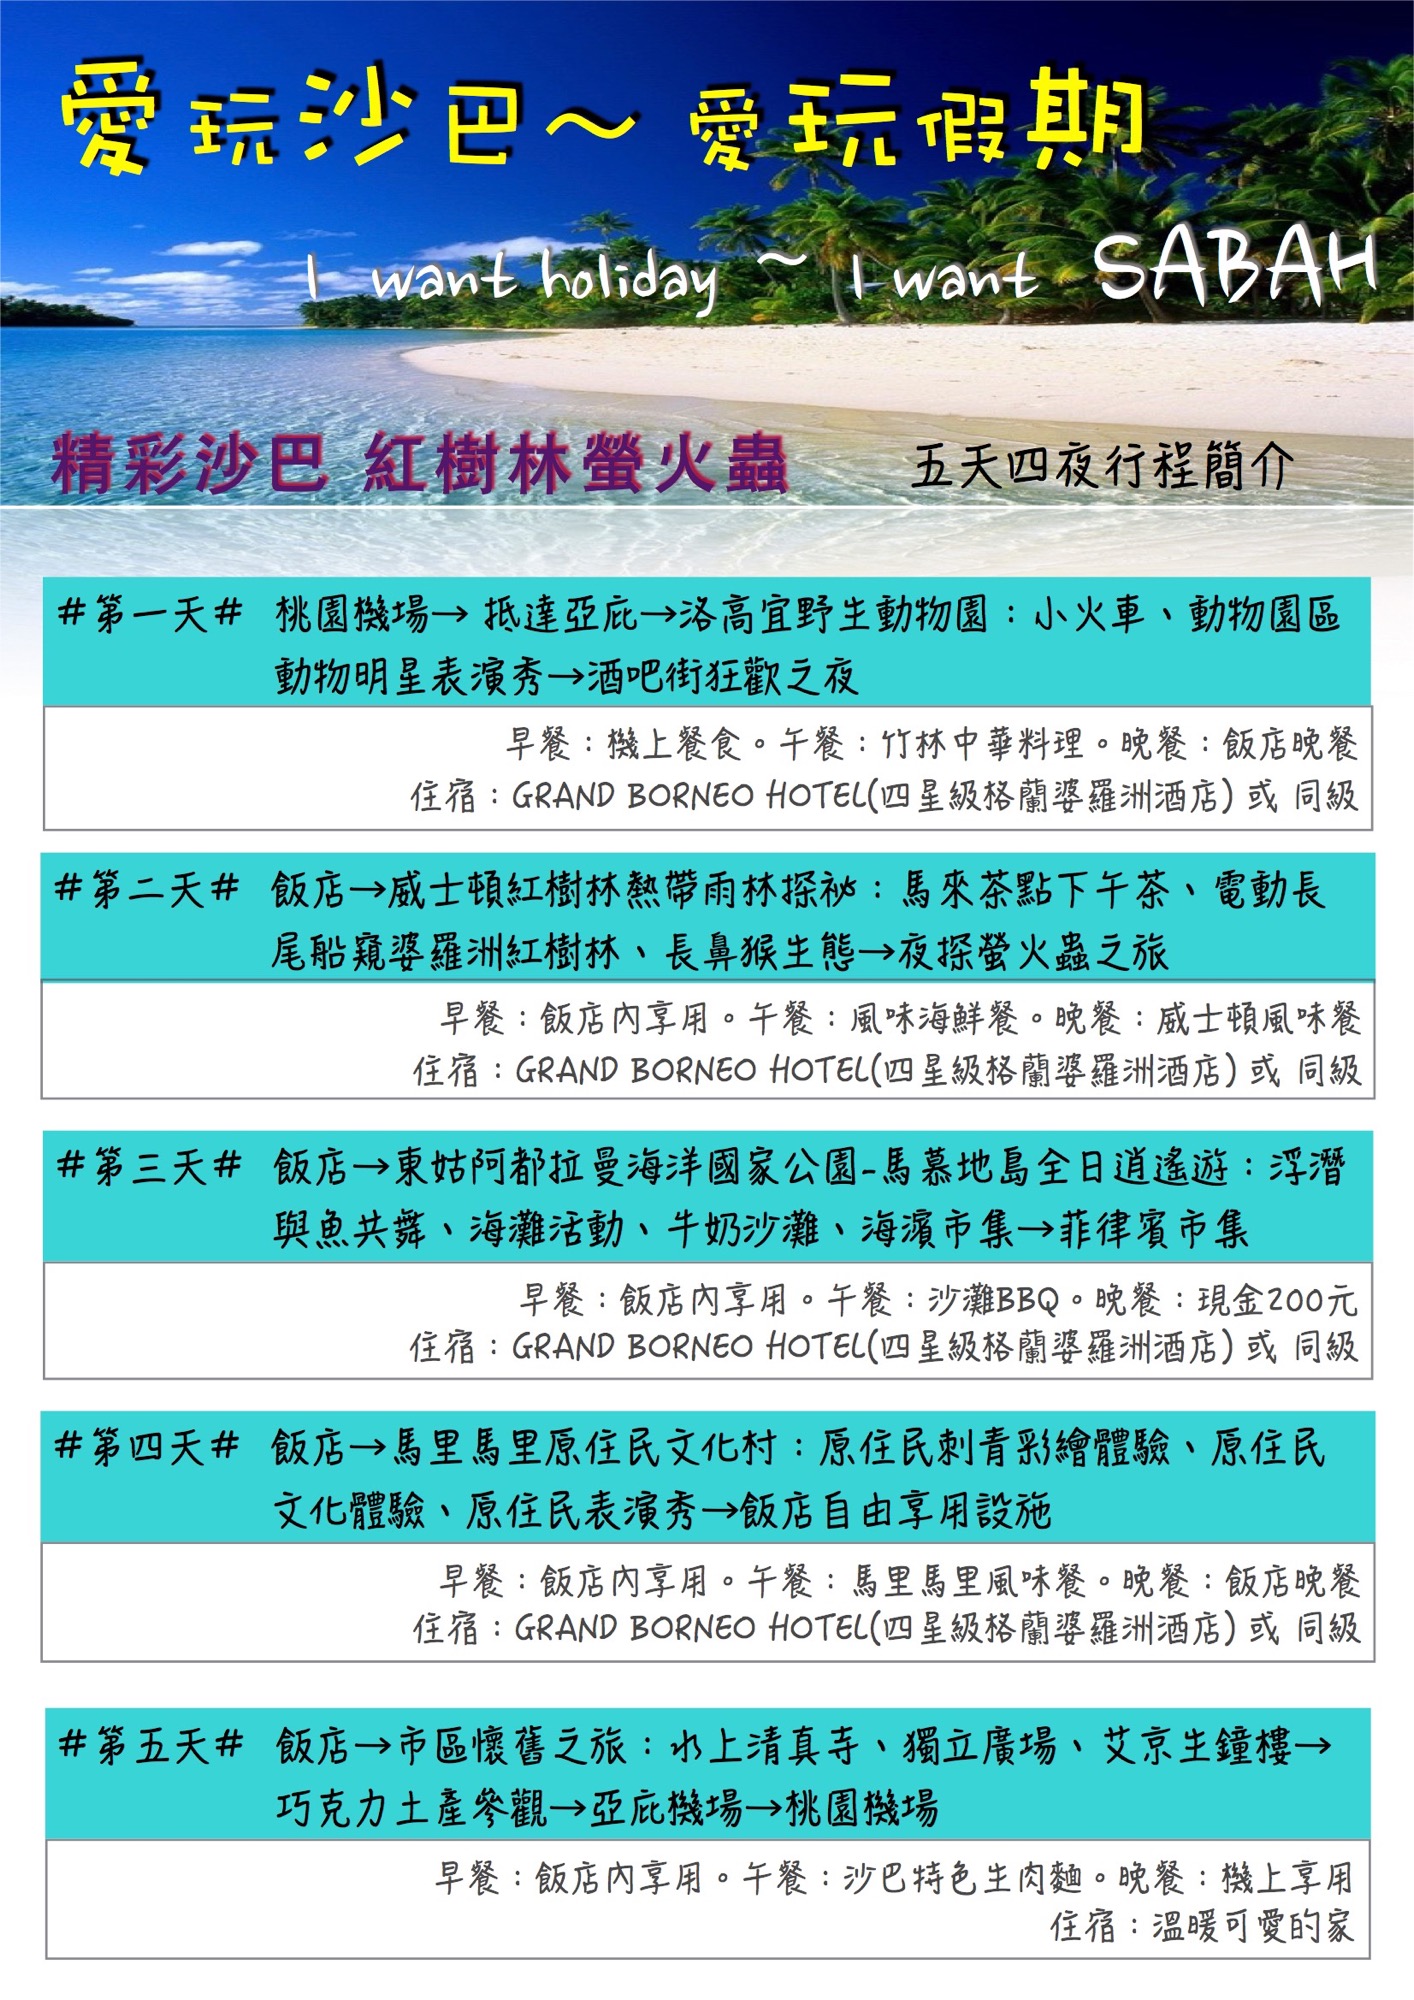 愛玩沙巴～愛玩假期
I want holiday ~ I want SABAH
精彩沙巴 紅樹林螢火蟲 五天四夜行程簡介
#第一天# 桃園機場→ 抵達亞庇→洛高宜野生動物園：小火車、動物園區
動物明星表演秀→酒吧街狂歡之夜
早餐：機上餐食。午餐：竹林中華料理。晚餐：飯店晚餐
住宿：GRAND BORNEO HOTEL(四星級格蘭婆羅洲酒店) 或 同級
#第二天# 飯店→威士頓紅樹林熱帶雨林探祕：馬來茶點下午茶、電動長
尾船窺婆羅洲紅樹林、長鼻猴生態→夜探螢火蟲之旅
早餐：飯店內享用。午餐：風味海鮮餐。晚餐：威士頓風味餐
住宿：GRAND BORNEO HOTEL(四星級格蘭婆羅洲酒店) 或 同級
#第三天# 飯店→東姑阿都拉曼海洋國家公園-馬慕地島全日逍遙遊：浮潛
與魚共舞、海灘活動、牛奶沙灘、海濱市集→菲律賓市集
早餐：飯店內享用。午餐：沙灘BBQ。晚餐：現金200元
住宿：GRAND BORNEO HOTEL(四星級格蘭婆羅洲酒店) 或 同級
#第四天# 飯店→馬里馬里原住民文化村：原住民刺青彩繪體驗、原住民
文化體驗、原住民表演秀→飯店自由享用設施
早餐：飯店內享用。午餐：馬里馬里風味餐。晚餐：飯店晚餐
住宿：GRAND BORNEO HOTEL(四星級格蘭婆羅洲酒店) 或 同級
#第五天# 飯店→市區懷舊之旅：水上清真寺、獨立廣場、艾京生鐘樓→
巧克力土產參觀→亞庇機場→桃園機場
早餐：飯店內享用。午餐：沙巴特色生肉麵。晚餐：機上享用
住宿：溫暖可愛的家